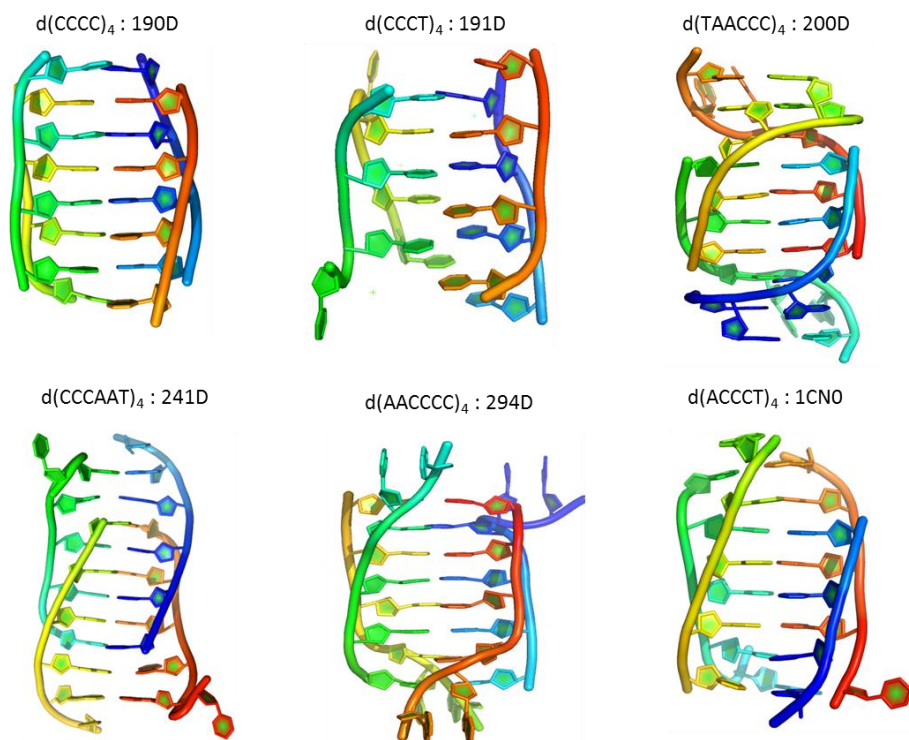 d(CCCC)₄ : 190D
d(CCCT)₄ : 191D
d(TAACCC)₄ : 200D
d(CCCAAT)₄ : 241D
d(AACCCC)₄ : 294D
d(ACCCT)₄ : 1CN0